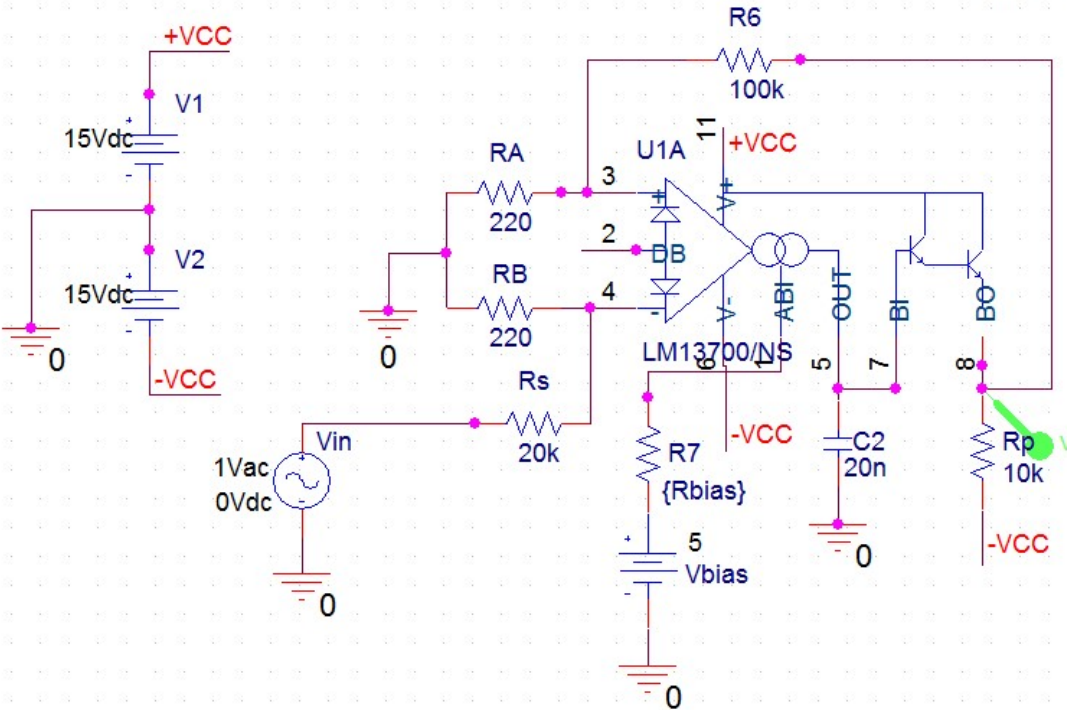 +VCC
V1
15Vdc
+
-
V2
15Vdc
+
-
-VCC
0
R6
100k
11
+VCC
U1A
RA
220
3
+
V+
2
DB
RB
220
4
-
V-
ABI
OUT
BI
BO
0
LM13700/NS
6
1
5
7
8
Rs
20k
-VCC
Vin
1Vac
0Vdc
+
-
0
R7
{Rbias}
5
Vbias
+
-
0
C2
20n
0
Rp
10k
-VCC
V